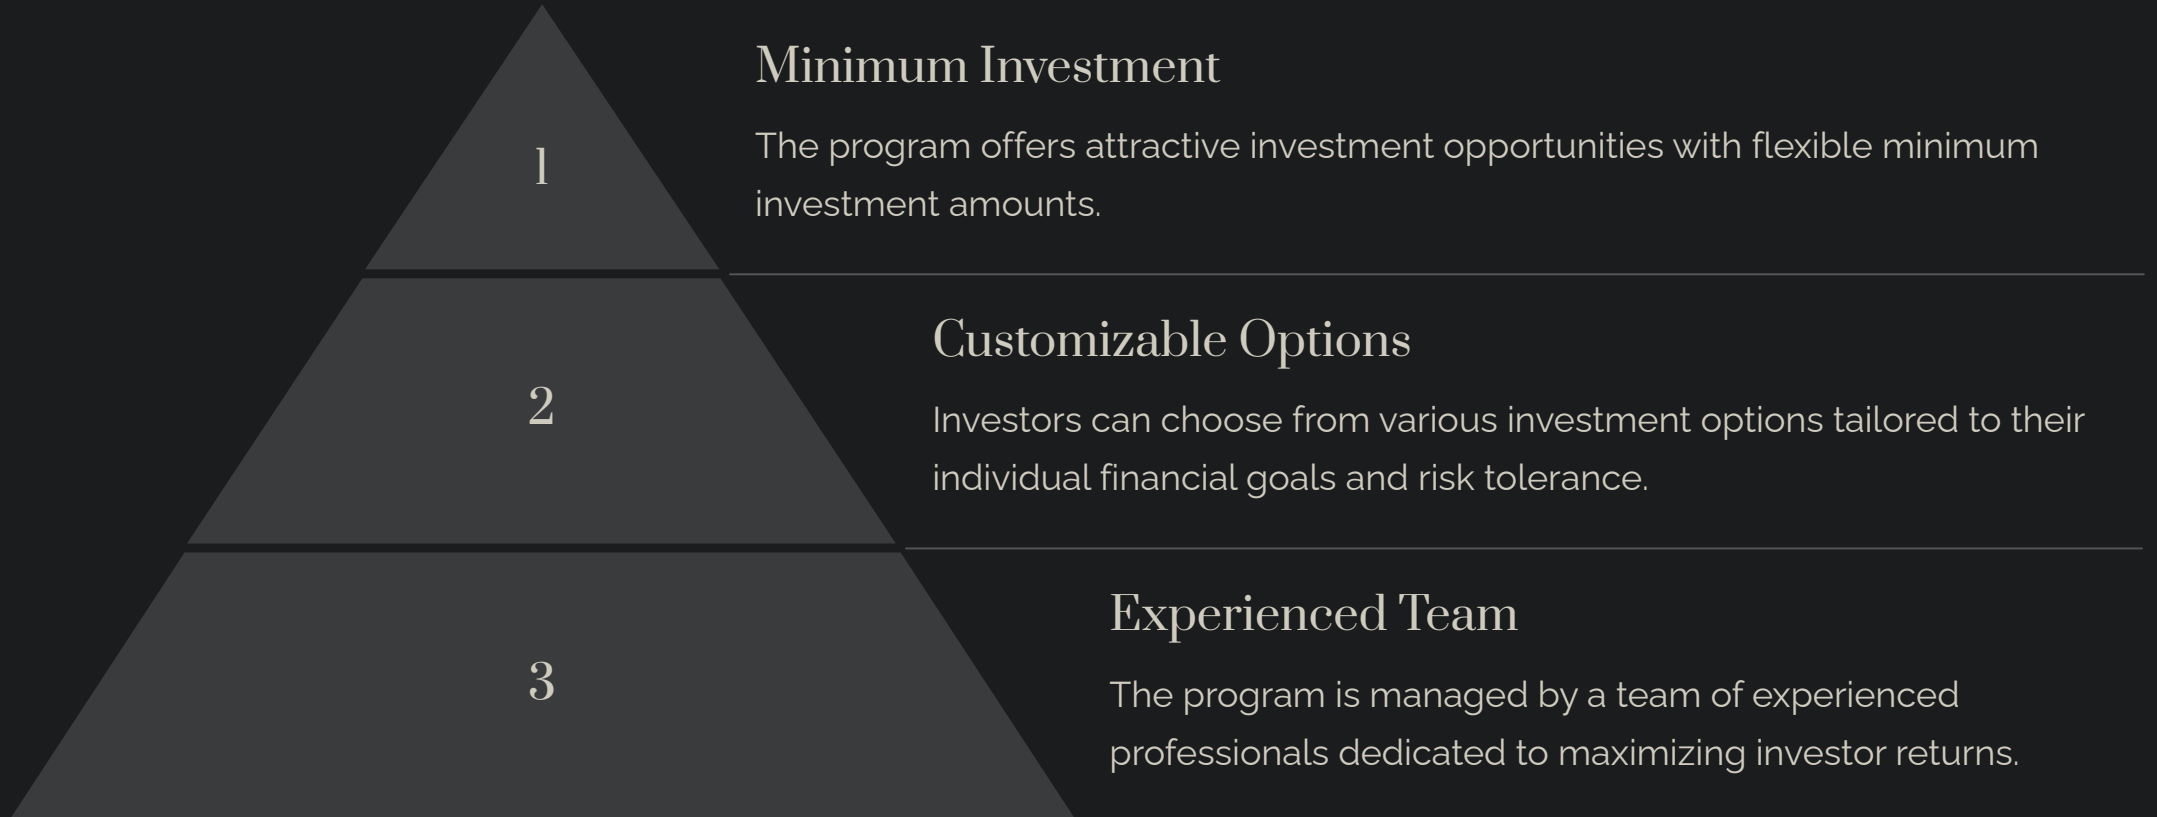 Minimum Investment
The program offers attractive investment opportunities with flexible minimum
investment amounts.
1
Customizable Options
Investors can choose from various investment options tailored to their
individual financial goals and risk tolerance.
2
Experienced Team
The program is managed by a team of experienced
professionals dedicated to maximizing investor returns.
3